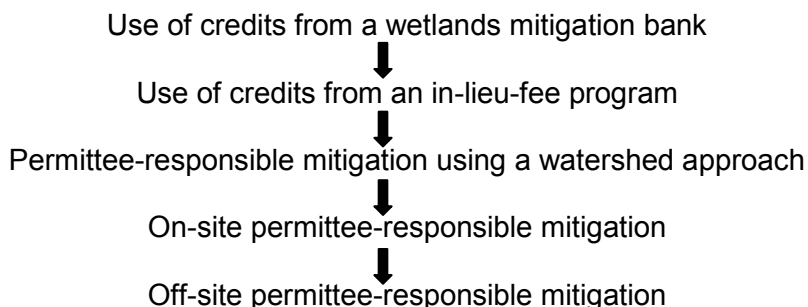 Use of credits from a wetlands mitigation bank
Use of credits from an in-lieu-fee program
Permittee-responsible mitigation using a watershed approach
On-site permittee-responsible mitigation
Off-site permittee-responsible mitigation